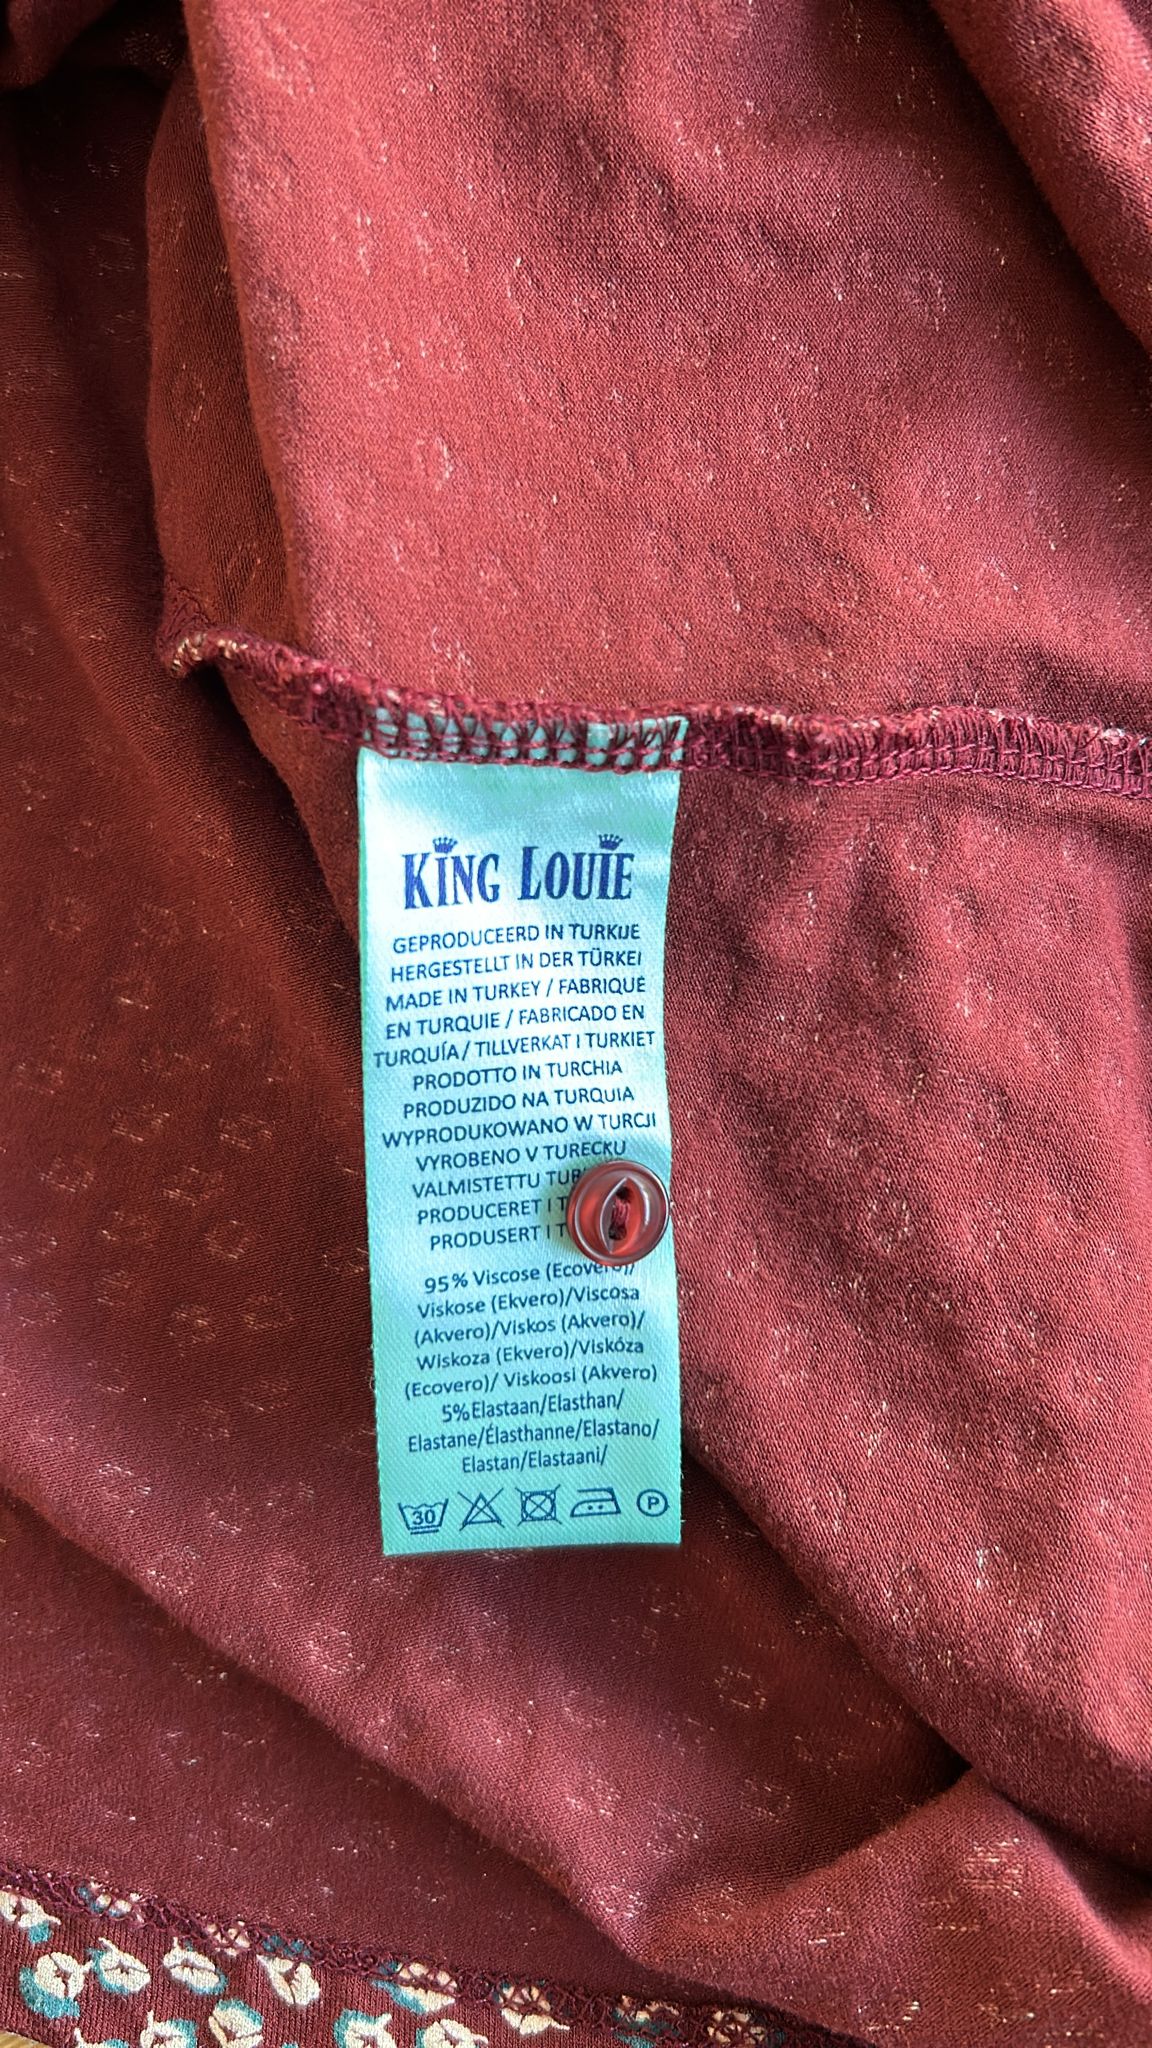 KING LOUIE
GEPRODUCEERD IN TURKIJE
HERGESTELLT IN DER TÜRKEI
MADE IN TURKEY / FABRIQUÉ
EN TURQUIE / FABRICADO EN
TURQUÍA / TILLVERKAT I TURKIET
PRODOTTO IN TURCHIA
PRODUZIDO NA TURQUIA
WYPRODUKOWANO W TURCJI
VYROBENO V TURECKU
VALMISTETTU
PRODUCERET I
PRODUSERT I
95% Viscose (Ecovero)/
Viskose (Ekvero)/Viscosa
(Akvero)/Viskos (Akvero)/
Wiskoza (Ekvero)/Viskóza
(Ecovero)/ Viskoosi (Akvero)
5%Elastaan/Elasthan/
Elastane/Élasthanne/Elastano/
Elastan/Elastaani/
30 P